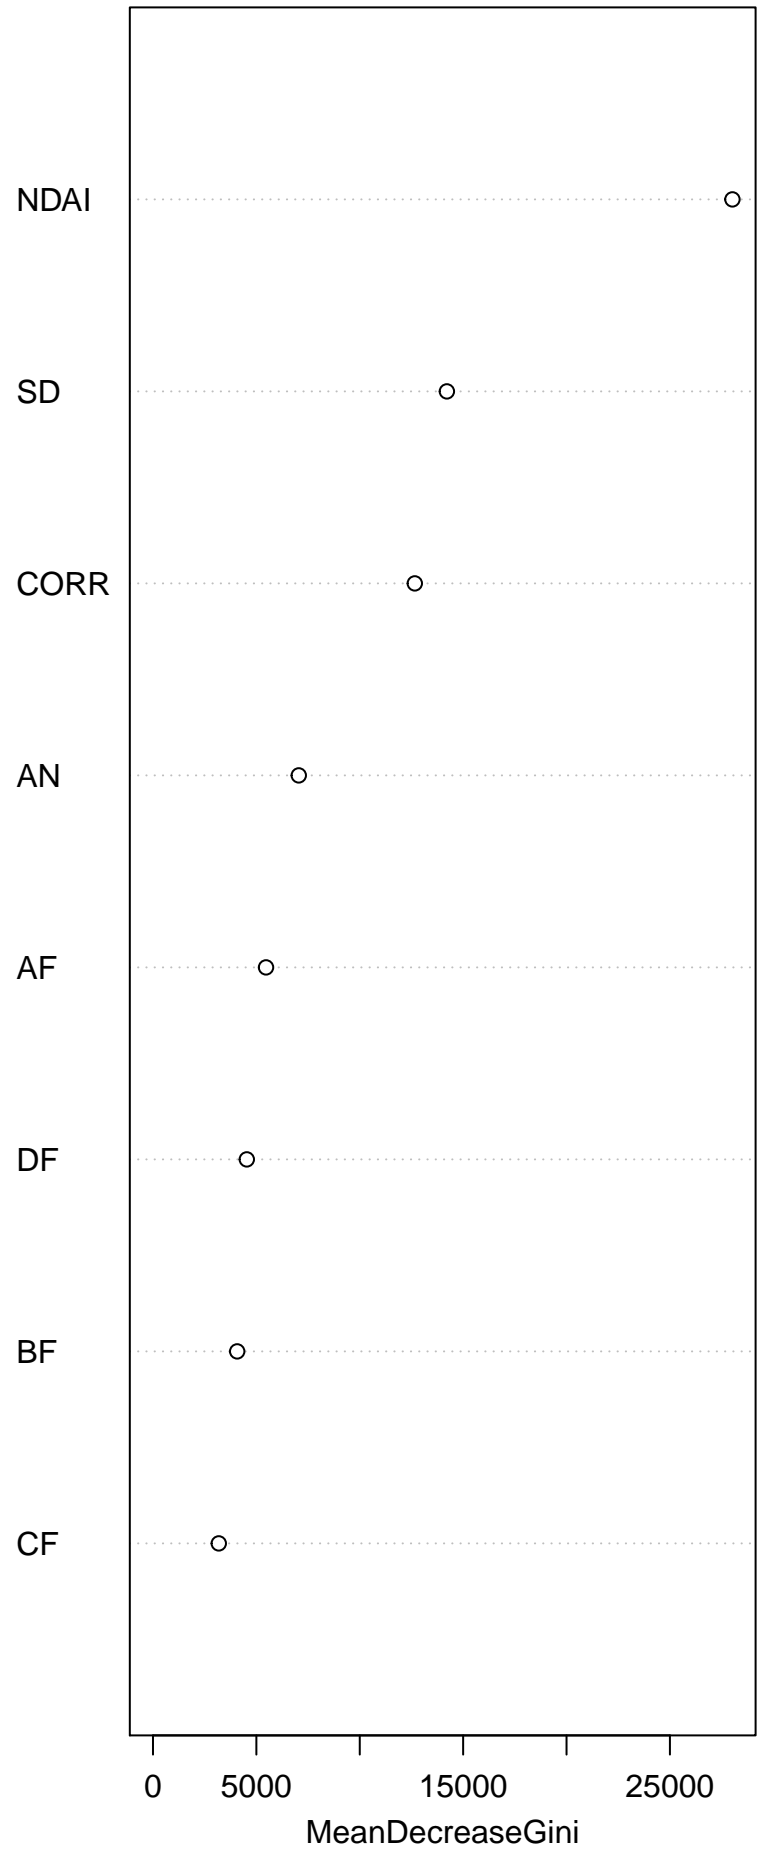 NDAI
SD
CORR
AN
AF
DF
BF
CF
0 5000 15000 25000
MeanDecreaseGini